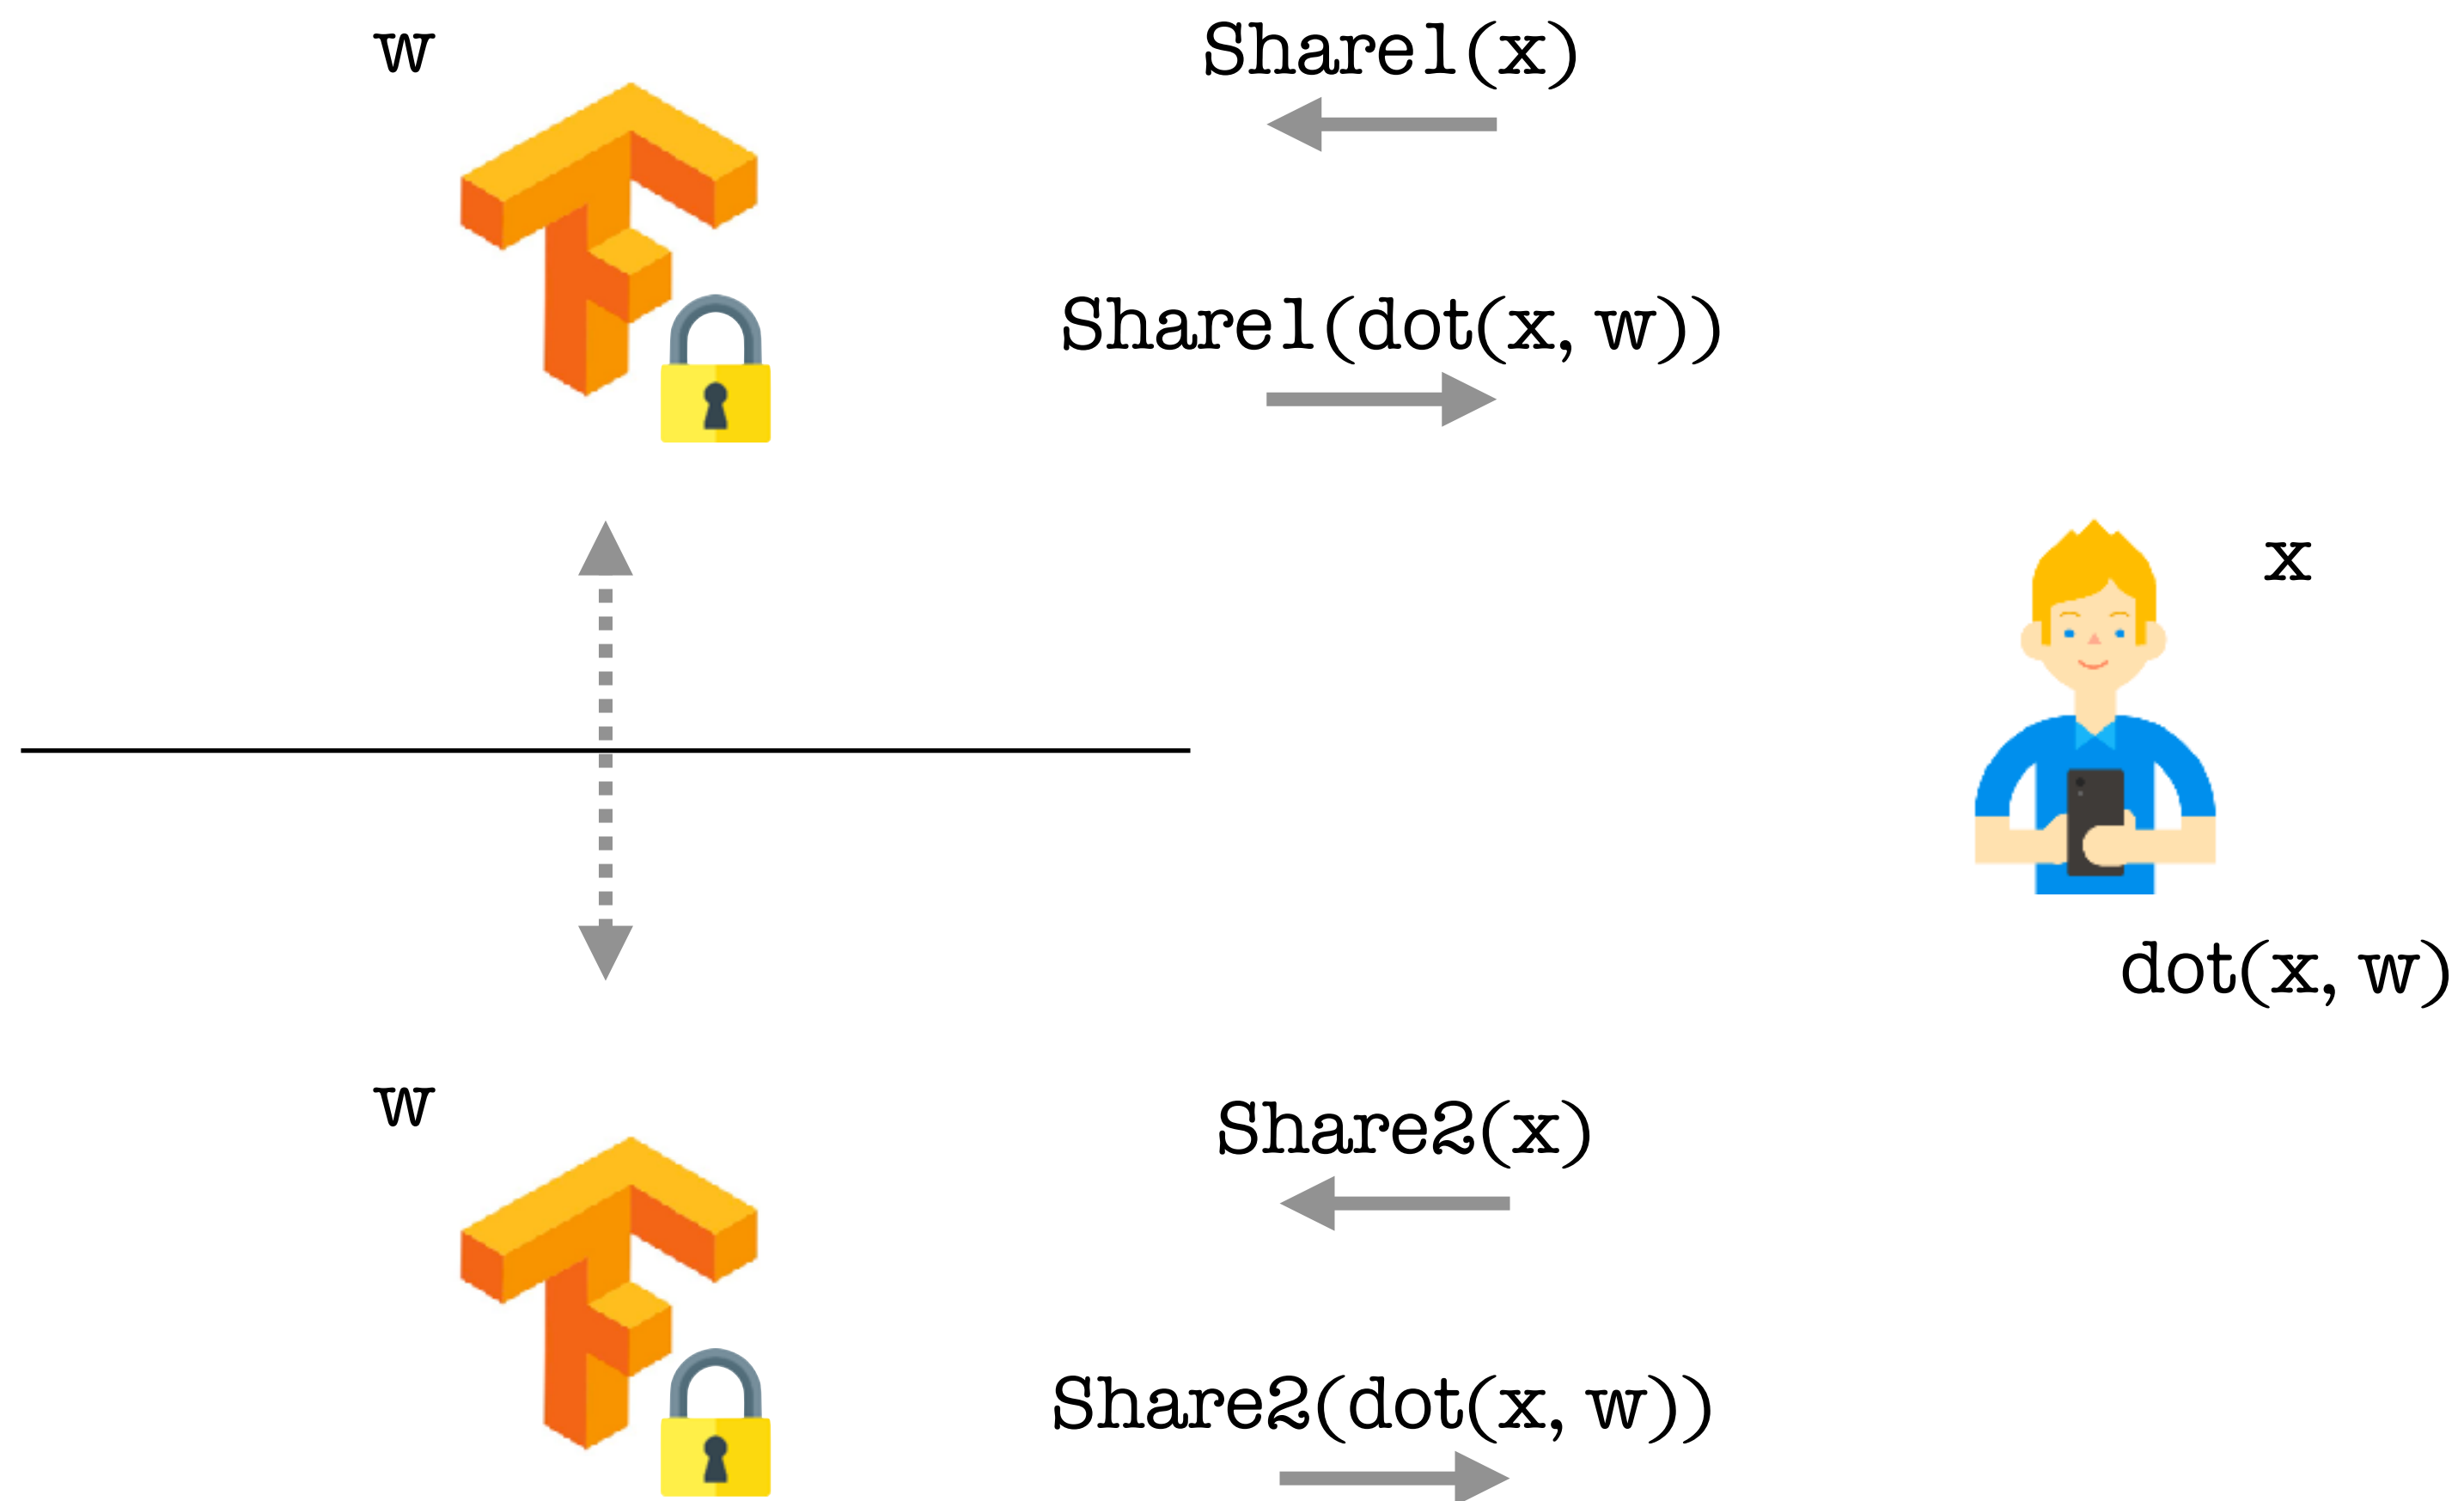 w
Share1(x)
Share1(dot(x, w))
x
dot(x, w)
w
Share2(x)
Share2(dot(x, w))